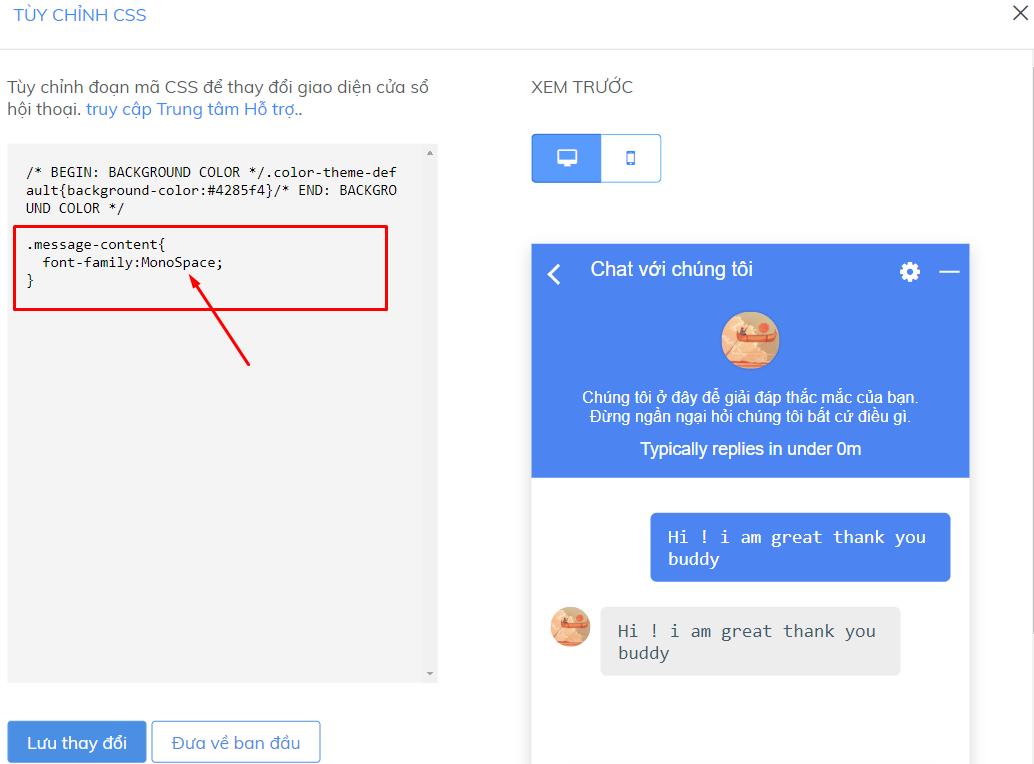 TÙY CHỈNH CSS
Tùy chỉnh đoạn mã CSS để thay đổi giao diện cửa sổ
hội thoại. truy cập Trung tâm Hỗ trợ..
/* BEGIN: BACKGROUND COLOR */.color-theme-def
ault{background-color:#4285f4}/* END: BACKGRO
UND COLOR */
.message-content{
font-family:MonoSpace;
}
Lưu thay đổi
Đưa về ban đầu
XEM TRƯỚC
Chat với chúng tôi
Chúng tôi ở đây để giải đáp thắc mắc của bạn.
Đừng ngần ngại hỏi chúng tôi bất cứ điều gì.
Typically replies in under 0m
Hi ! i am great thank you
buddy
Hi ! i am great thank you
buddy